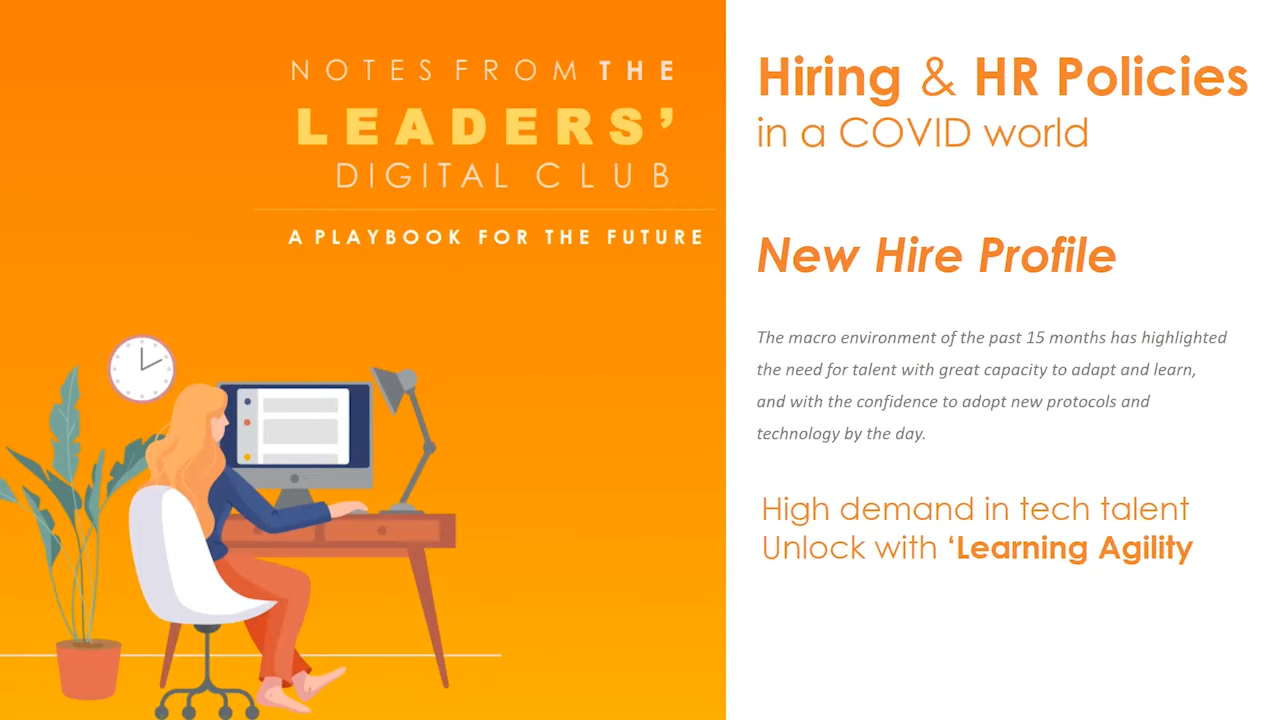 NOTES FROM THE
LEADERS’
DIGITAL CLUB
A PLAYBOOK FOR THE FUTURE
Hiring & HR Policies
in a COVID world
New Hire Profile
The macro environment of the past 15 months has highlighted
the need for talent with great capacity to adapt and learn,
and with the confidence to adopt new protocols and
technology by the day.
High demand in tech talent
Unlock with ‘Learning Agility